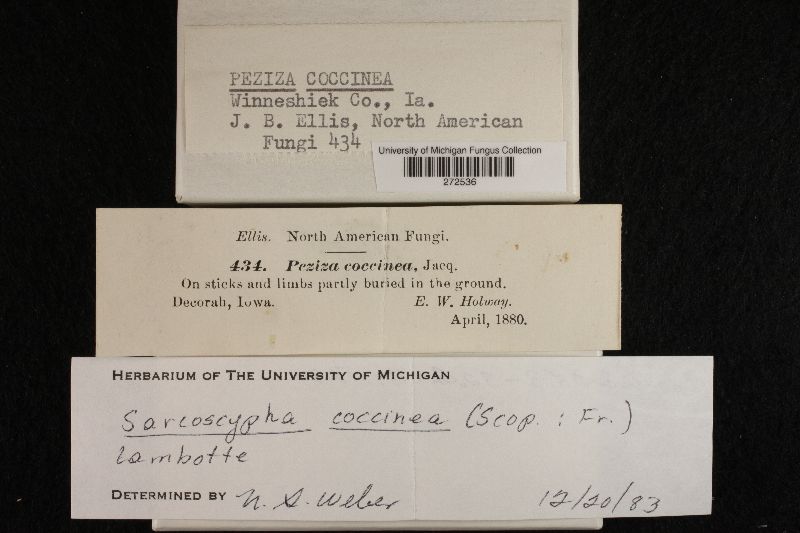 PEZIZA COCCINEA
Winneshiek Co., Ia.
J. B. Ellis, North American
Fungi 434
University of Michigan Fungus Collection
272536
Ellis. North American Fungi.
434. Peziza coccinea, Jacq.
On sticks and limbs partly buried in the ground.
Decorah, Iowa. E. W. Holway.
April, 1880.
HERBARIUM OF THE UNIVERSITY OF MICHIGAN
Sarcoscypha coccinea (Scop. : Fr.)
Lambotte
DETERMINED BY N. S. Weber 12/20/83